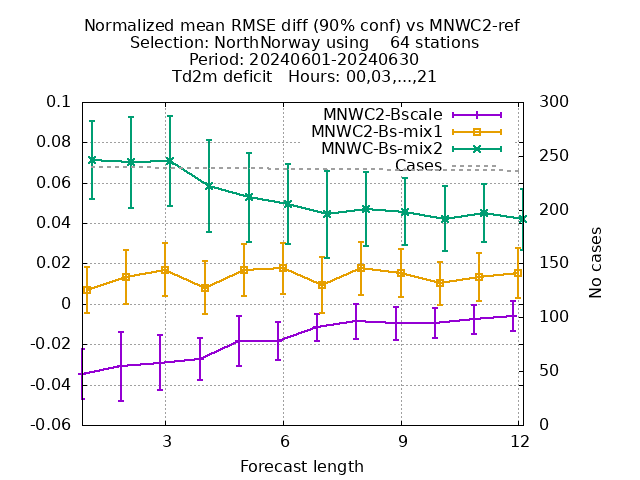 Normalized mean RMSE diff (90% conf) vs MNWC2-ref
Selection: NorthNorway using    64 stations
Period: 20240601-20240630
Td2m deficit   Hours: 00,03,...,21
MNWC2-Bscale
MNWC2-Bs-mix1
MNWC-Bs-mix2
Cases
0.1
0.08
0.06
0.04
0.02
0
-0.02
-0.04
-0.06
300
250
200
150
100
50
0
No cases
3
6
9
12
Forecast length